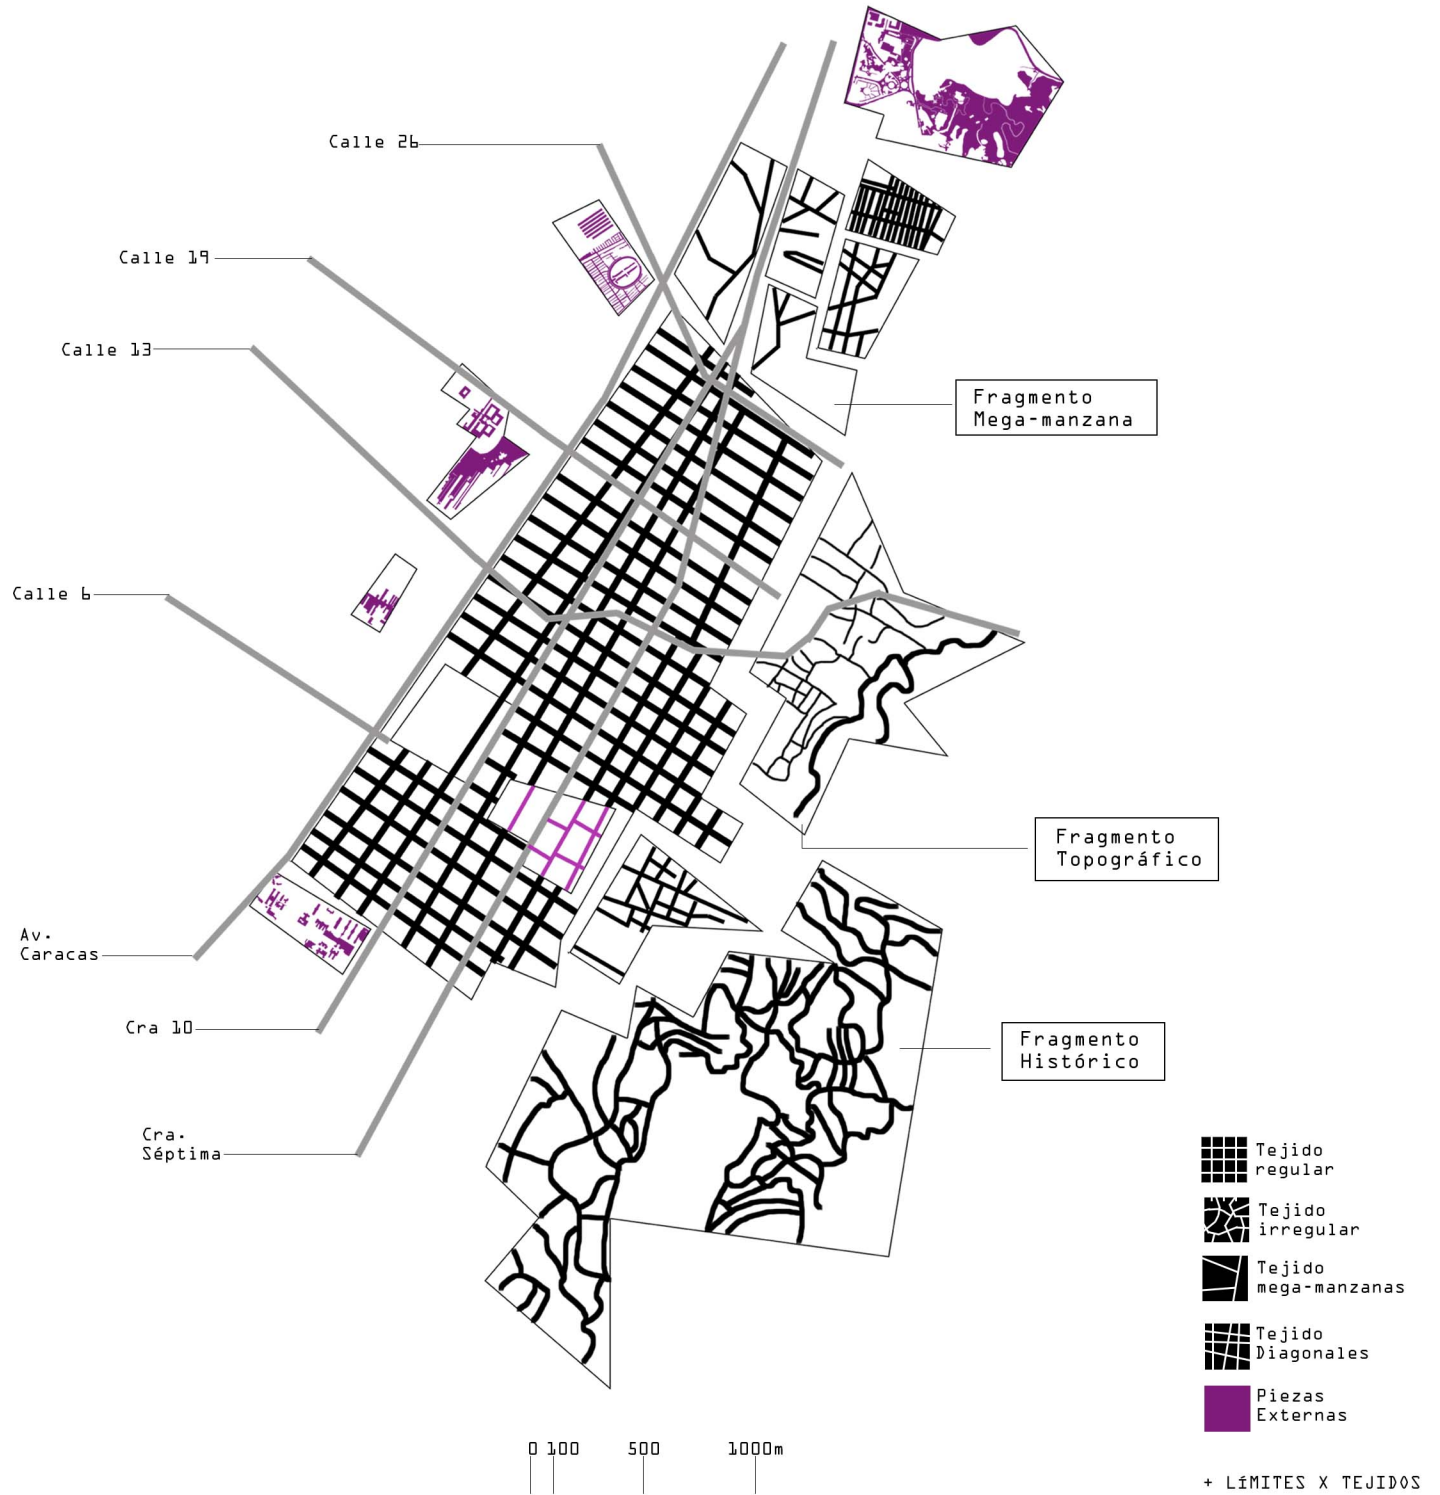 Calle 26
Calle 19
Calle 13
Calle 6
Av.
Caracas
Cra 10
Cra.
Séptima
Fragmento
Mega-manzana
Fragmento
Topográfico
Fragmento
Histórico
Tejido
regular
Tejido
irregular
Tejido
mega-manzanas
Tejido
Diagonales
Piezas
Externas
0 100 500 1000m
+ LíMITES X TEJIDOS